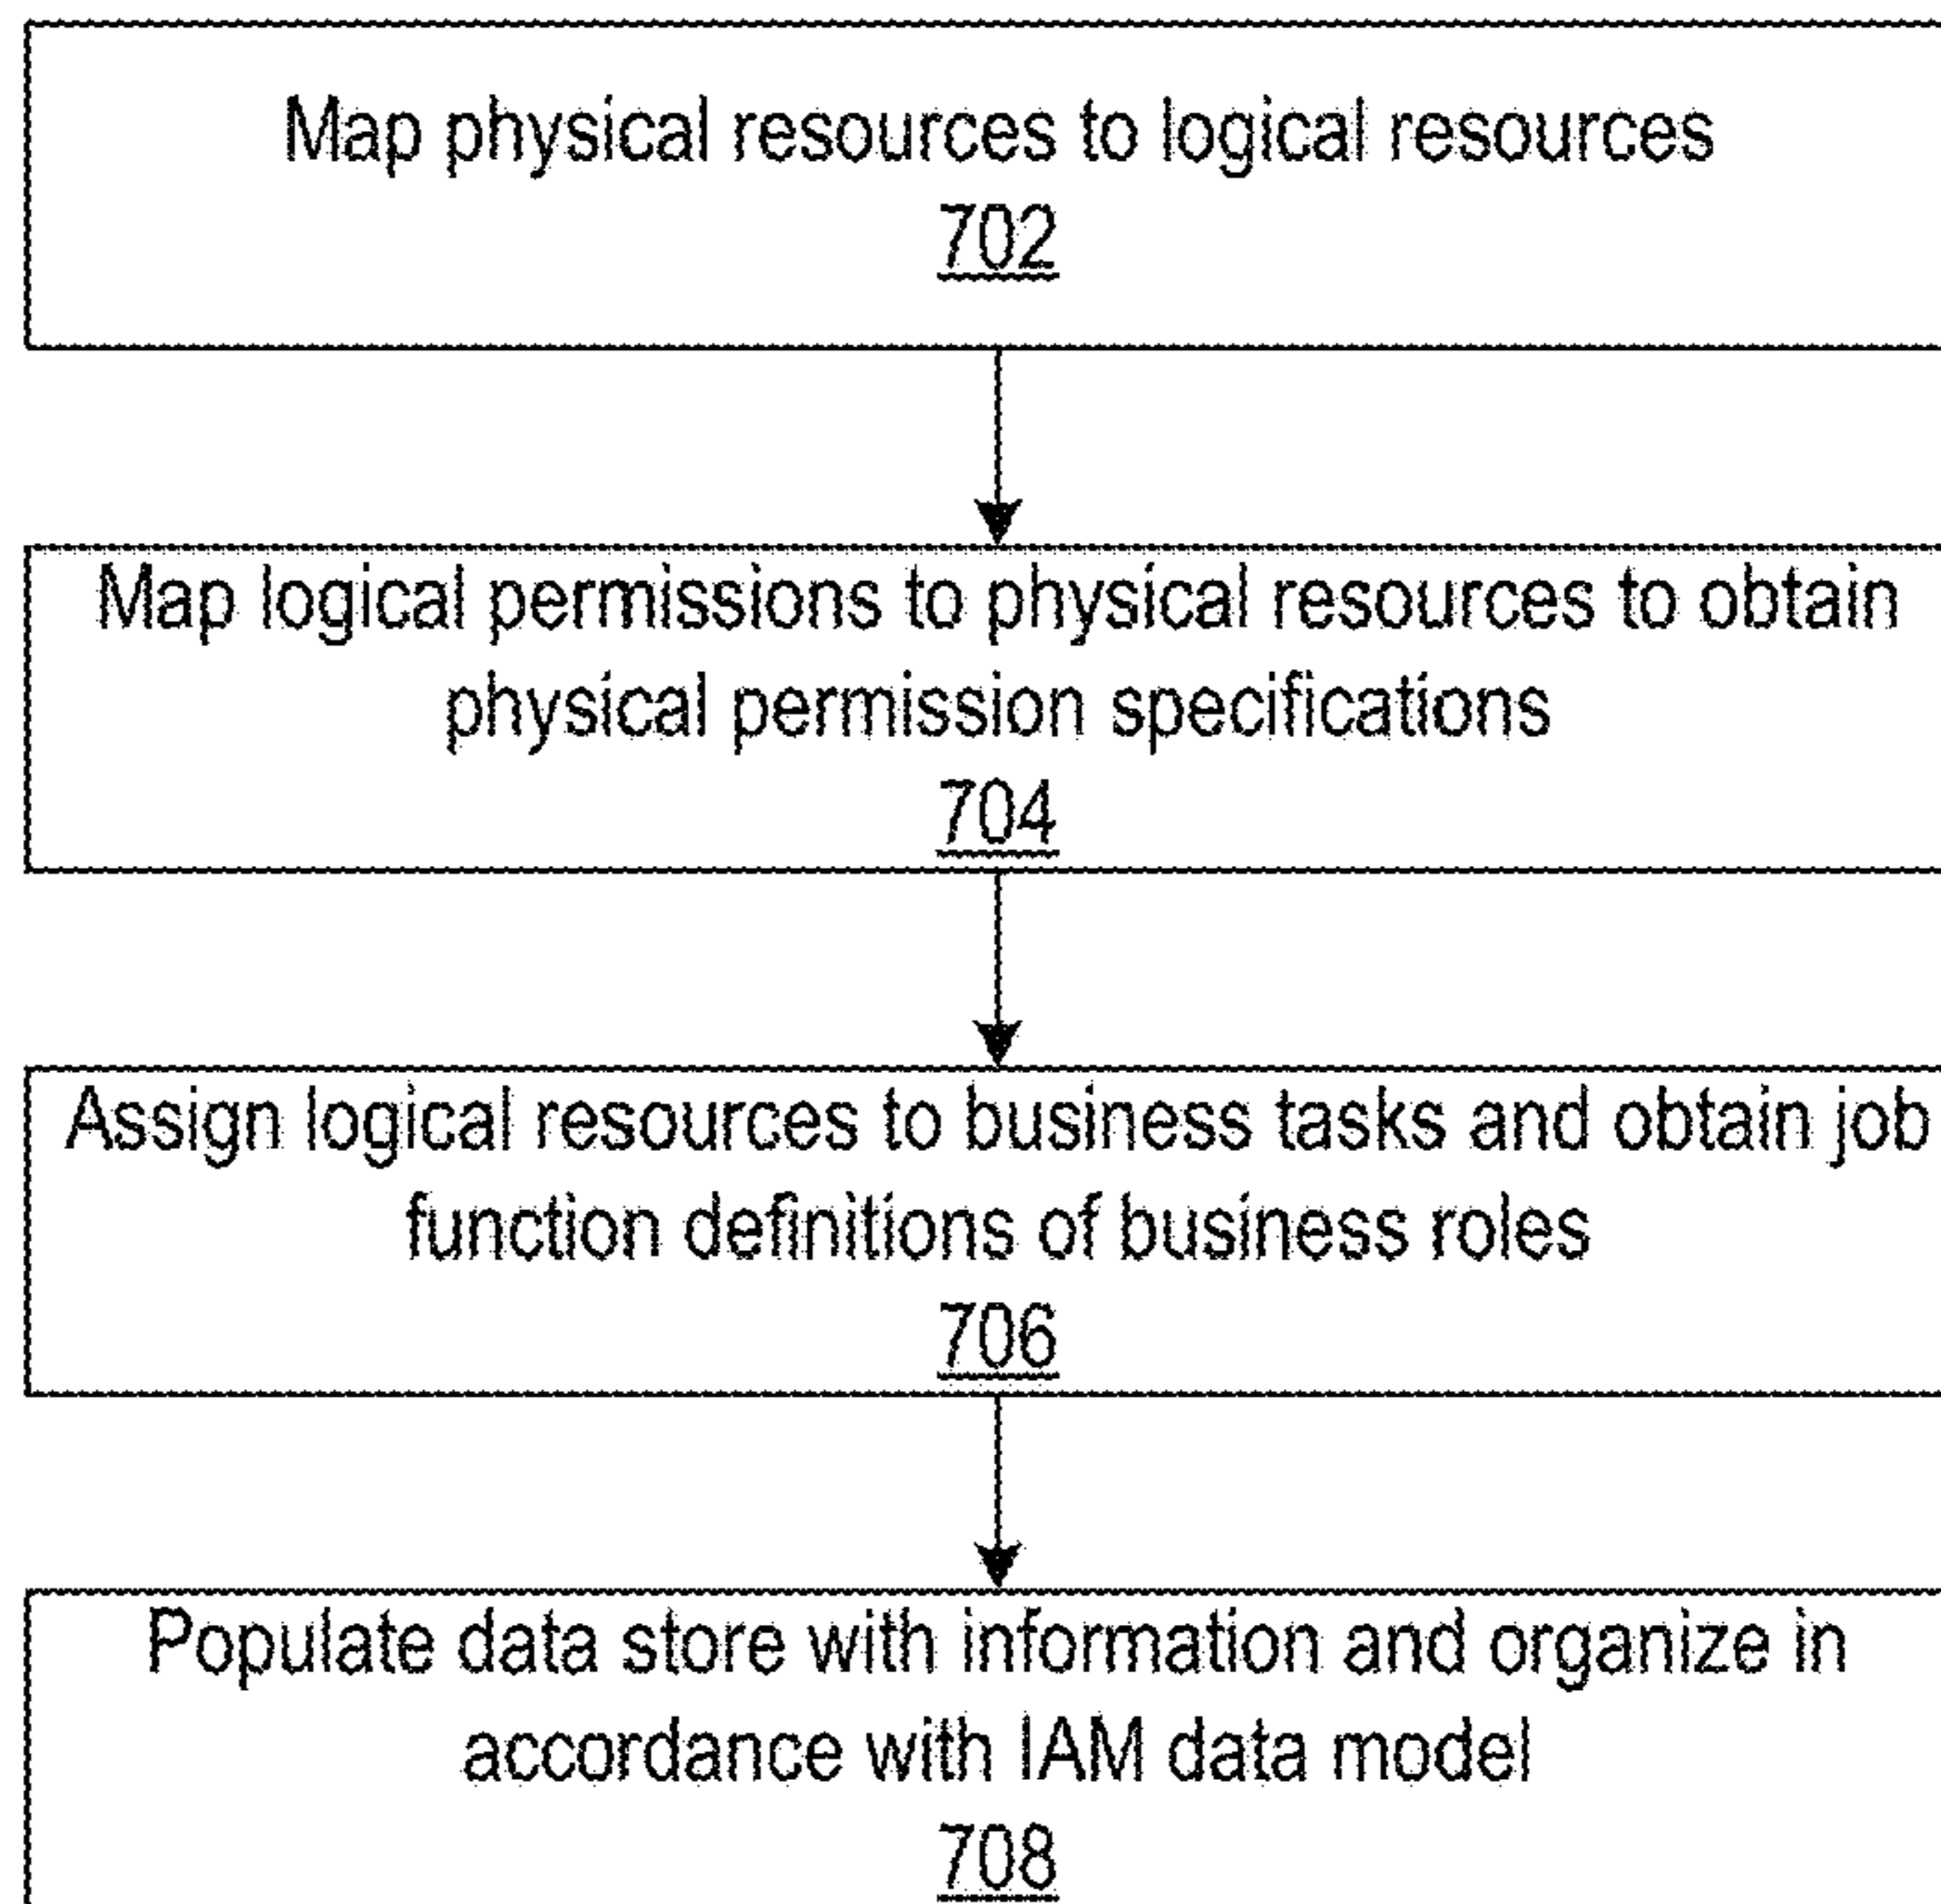 Map physical resources to logical resources
702
Map logical permissions to physical resources to obtain
physical permission specifications
704
Assign logical resources to business tasks and obtain job
function definitions of business roles
706
Populate data store with information and organize in
accordance with IAM data model
708